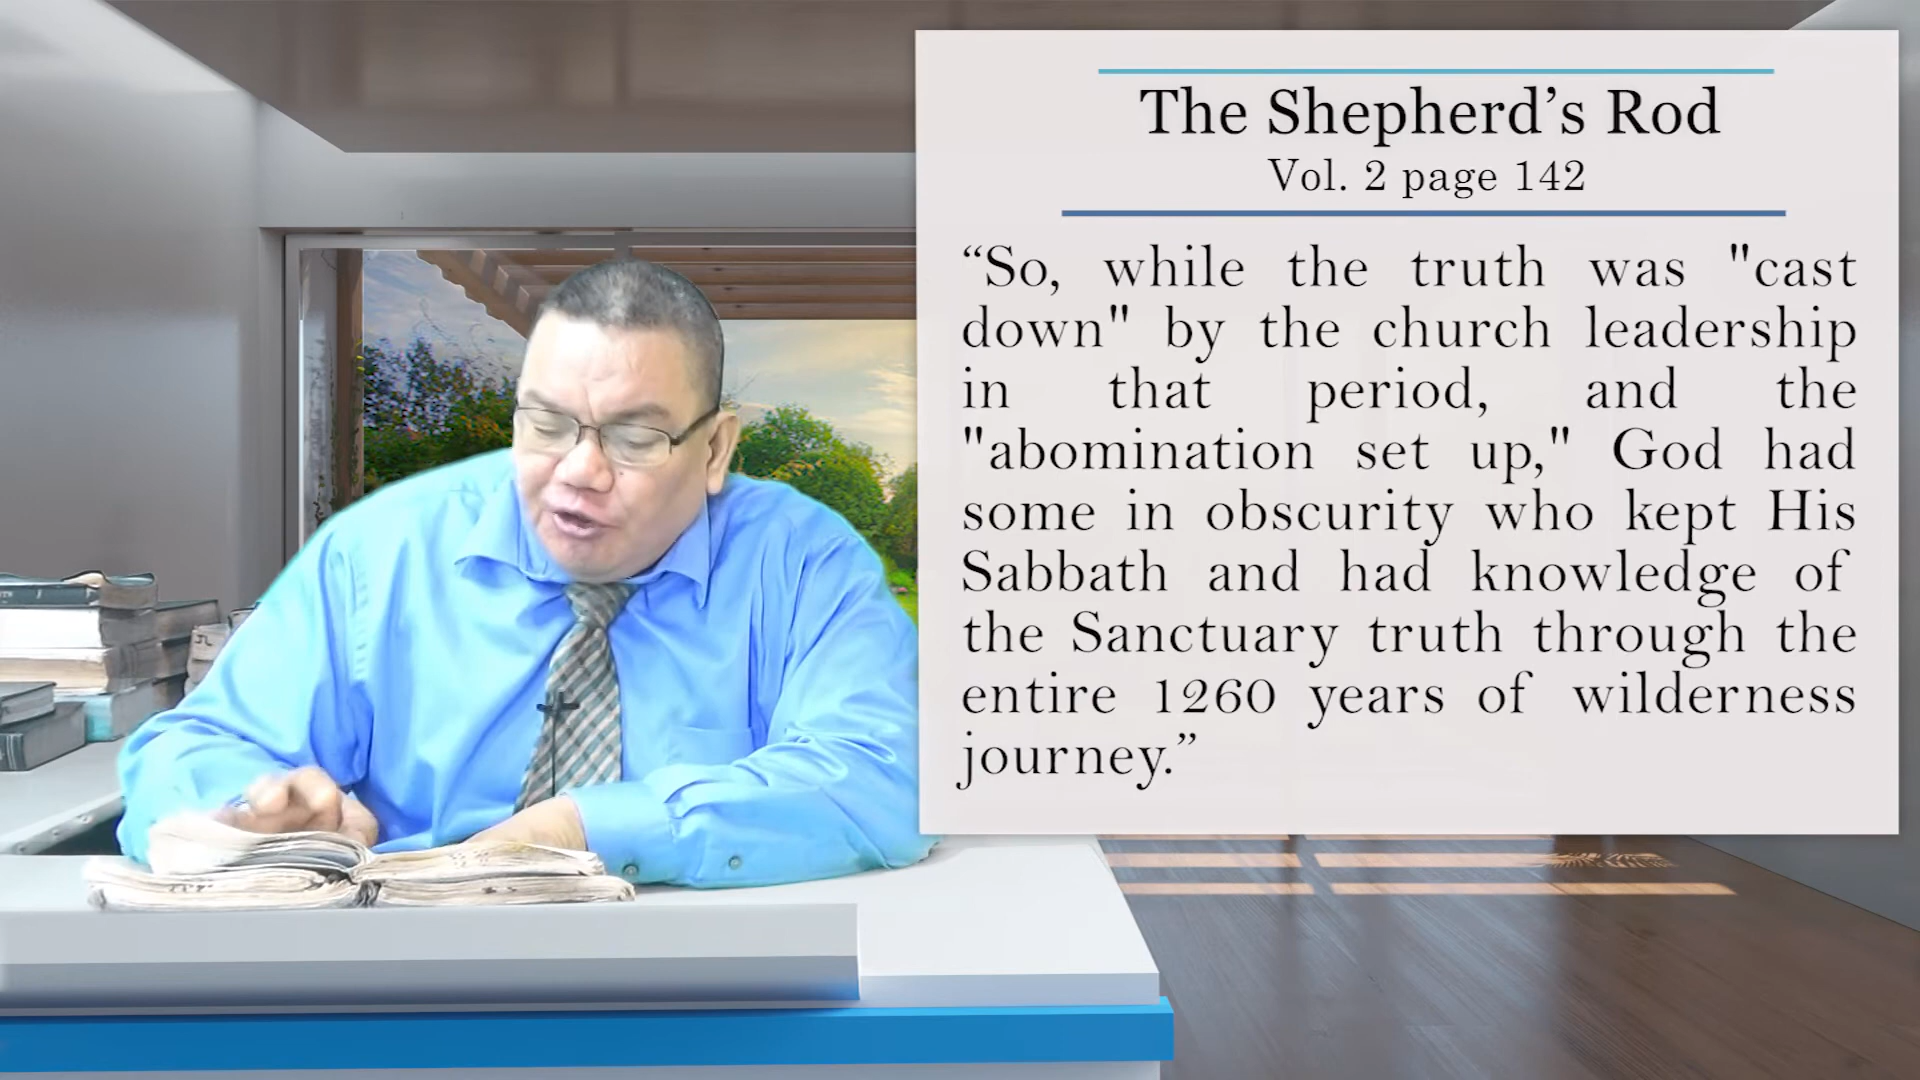 The Shepherd’s Rod
Vol. 2 page 142
“So, while the truth was "cast
down" by the church leadership
in that period, and the
"abomination set up," God had
some in obscurity who kept His
Sabbath and had knowledge of
the Sanctuary truth through the
entire 1260 years of wilderness
journey.”